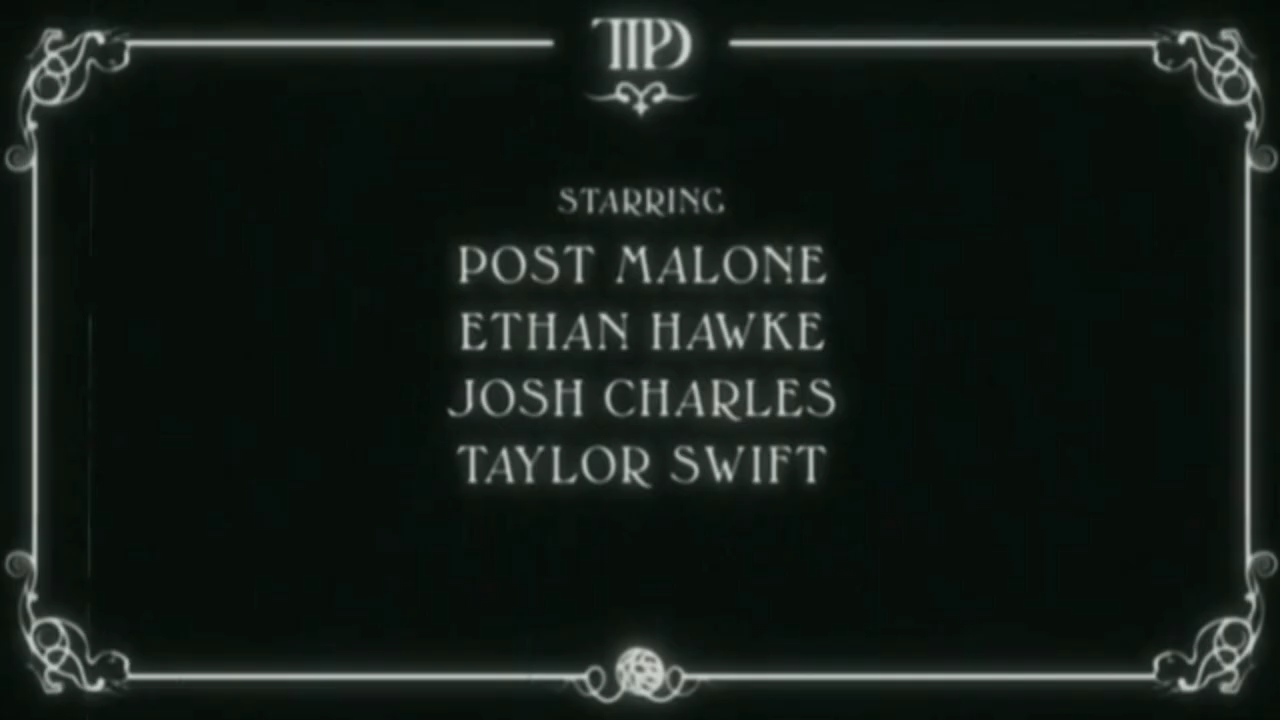 TTPD
STARRING
POST MALONE
ETHAN HAWKE
JOSH CHARLES
TAYLOR SWIFT